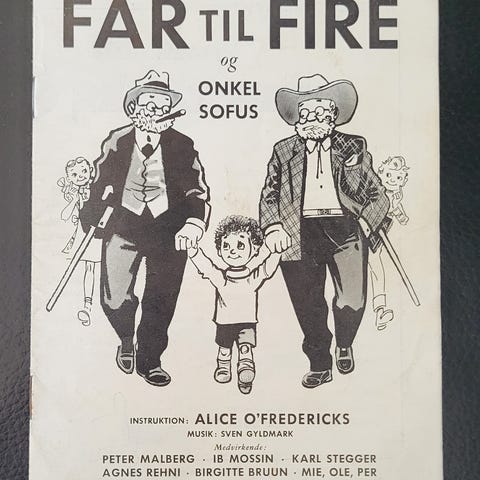 FAR TIL FIRE
og
ONKEL
SOFUS
INSTRUKTION: ALICE O'FREDERICKS
MUSIK: SVEN GYLDMARK
Medvirkende:
PETER MALBERG · IB MOSSIN · KARL STEGGER
AGNES REHNI · BIRGITTE BRUUN · MIE, OLE, PER